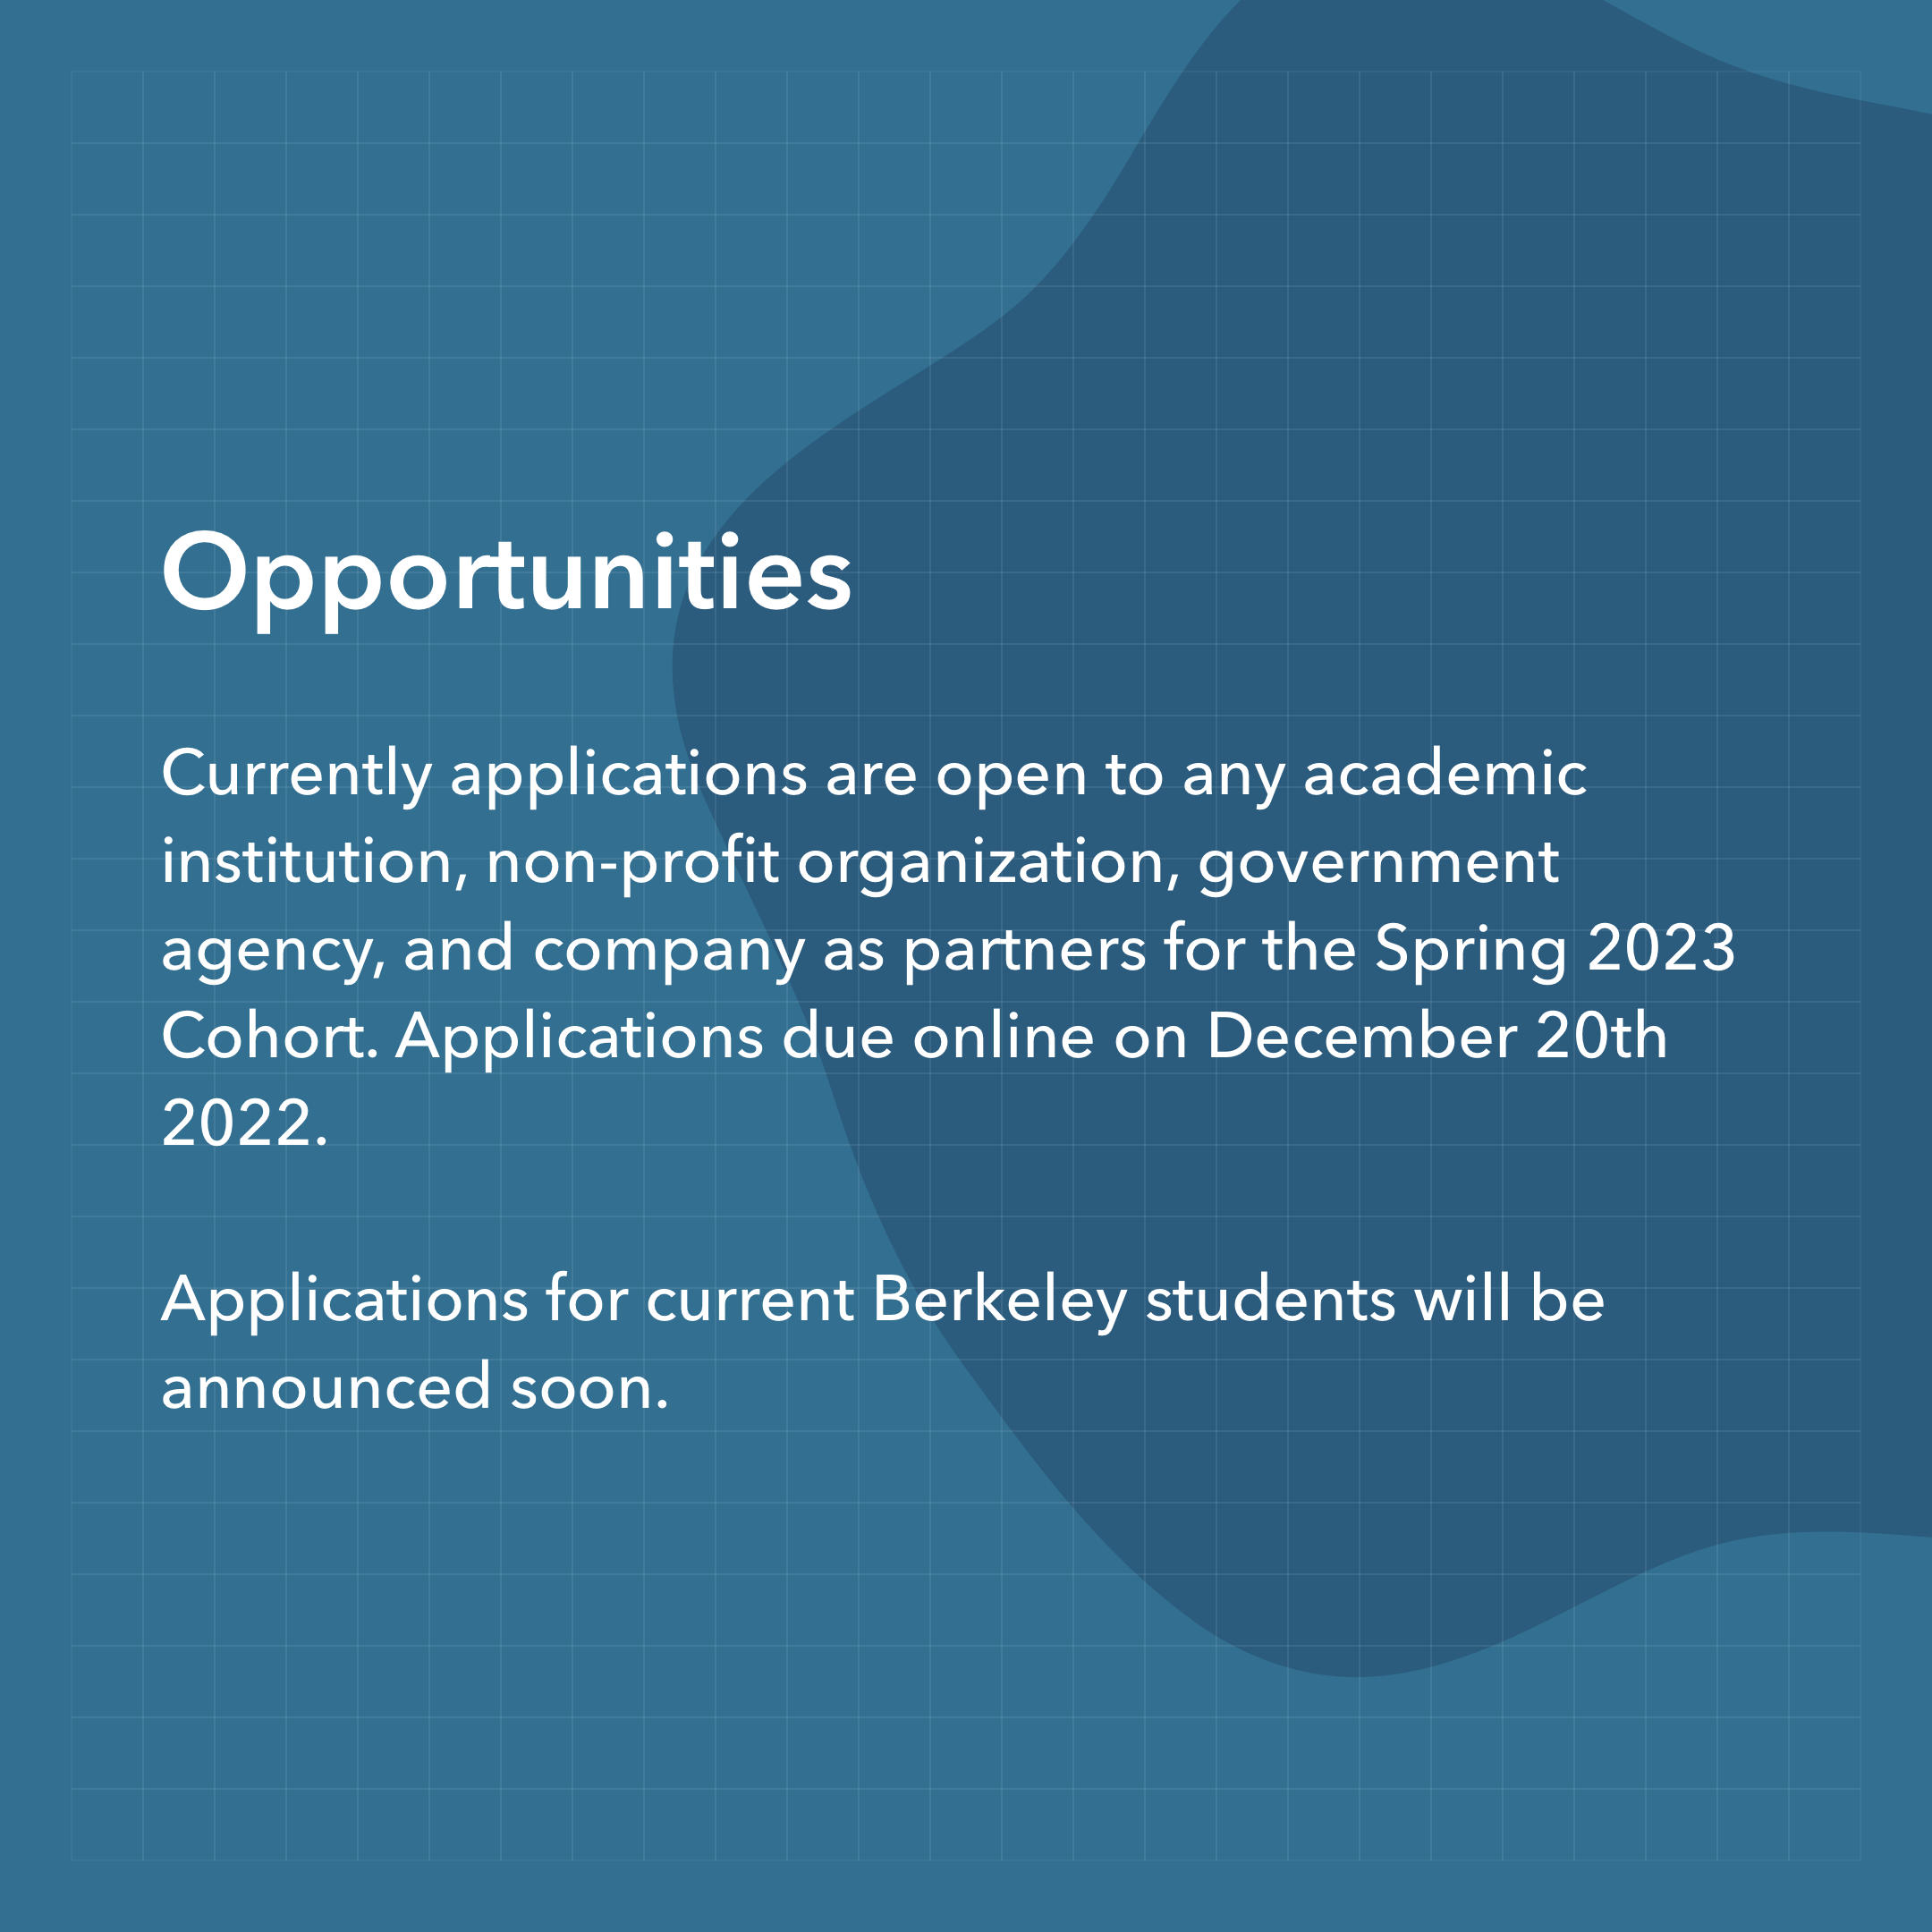 Opportunities
Currently applications are open to any academic
institution, non-profit organization, government
agency, and company as partners for the Spring 2023
Cohort. Applications due online on December 20th
2022.
Applications for current Berkeley students will be
announced soon.